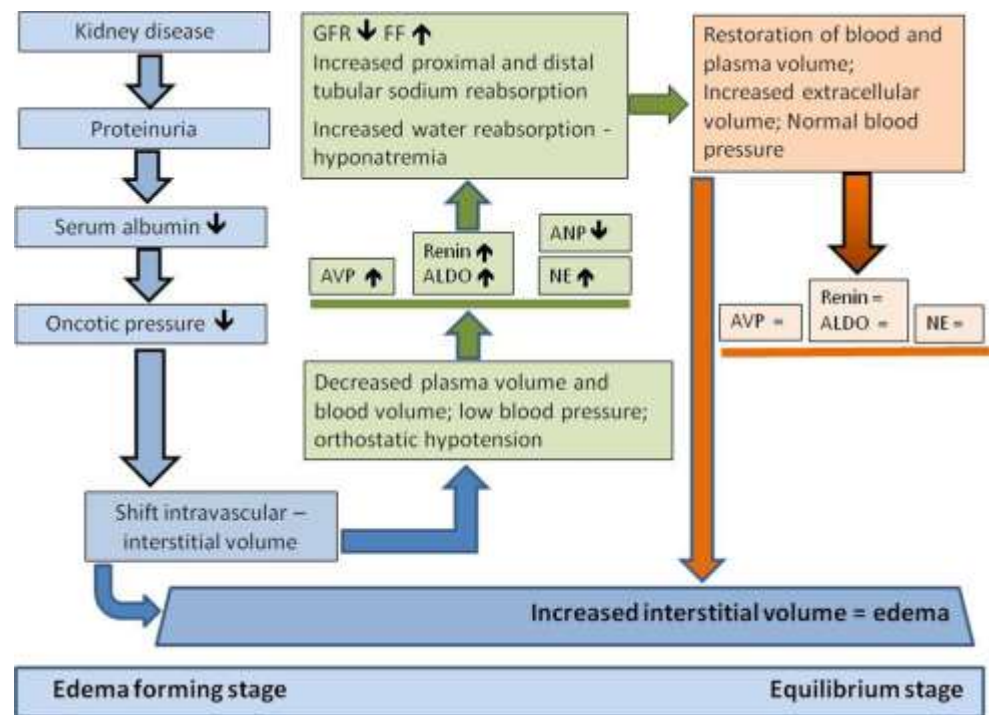 Kidney disease
Proteinuria
Serum albumin ↓
Oncotic pressure ↓
Shift intravascular –
interstitial volume
GFR ↓ FF ↑
Increased proximal and distal
tubular sodium reabsorption
Increased water reabsorption -
hyponatremia
AVP ↑
Renin ↑
ALDO ↑
ANP ↓
NE ↑
Decreased plasma volume and
blood volume; low blood pressure;
orthostatic hypotension
Restoration of blood and
plasma volume;
Increased extracellular
volume; Normal blood
pressure
AVP =
Renin =
ALDO =
NE =
Increased interstitial volume = edema
Edema forming stage
Equilibrium stage